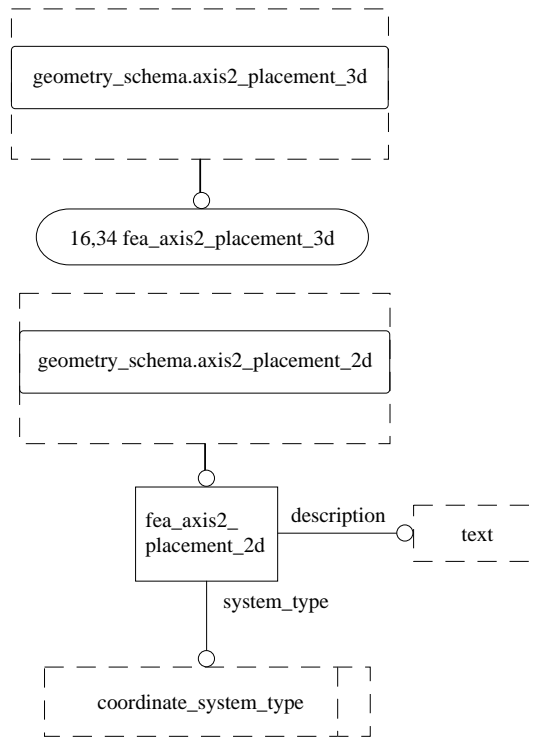 geometry_schema.axis2_placement_3d
16,34 fea_axis2_placement_3d
geometry_schema.axis2_placement_2d
fea_axis2_
placement_2d
description
text
system_type
coordinate_system_type